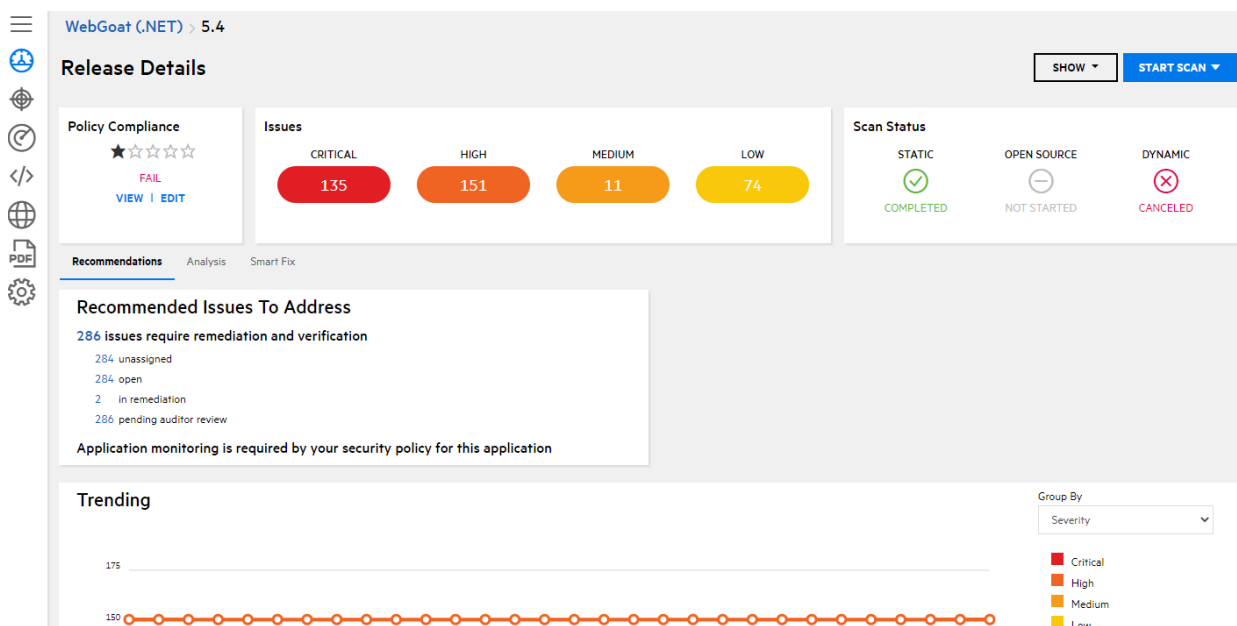 WebGoat (.NET) > 5.4
Release Details
SHOW
START SCAN
Policy Compliance
FAIL
VIEW | EDIT
Issues
CRITICAL HIGH MEDIUM LOW
135 151 11 74
Scan Status
STATIC OPEN SOURCE DYNAMIC
COMPLETED NOT STARTED CANCELED
PDF
Recommendations Analysis Smart Fix
Recommended Issues To Address
286 issues require remediation and verification
284 unassigned
284 open
2 in remediation
286 pending auditor review
Application monitoring is required by your security policy for this application
Trending
Group By
Severity
175
150
Critical
High
Medium
Low